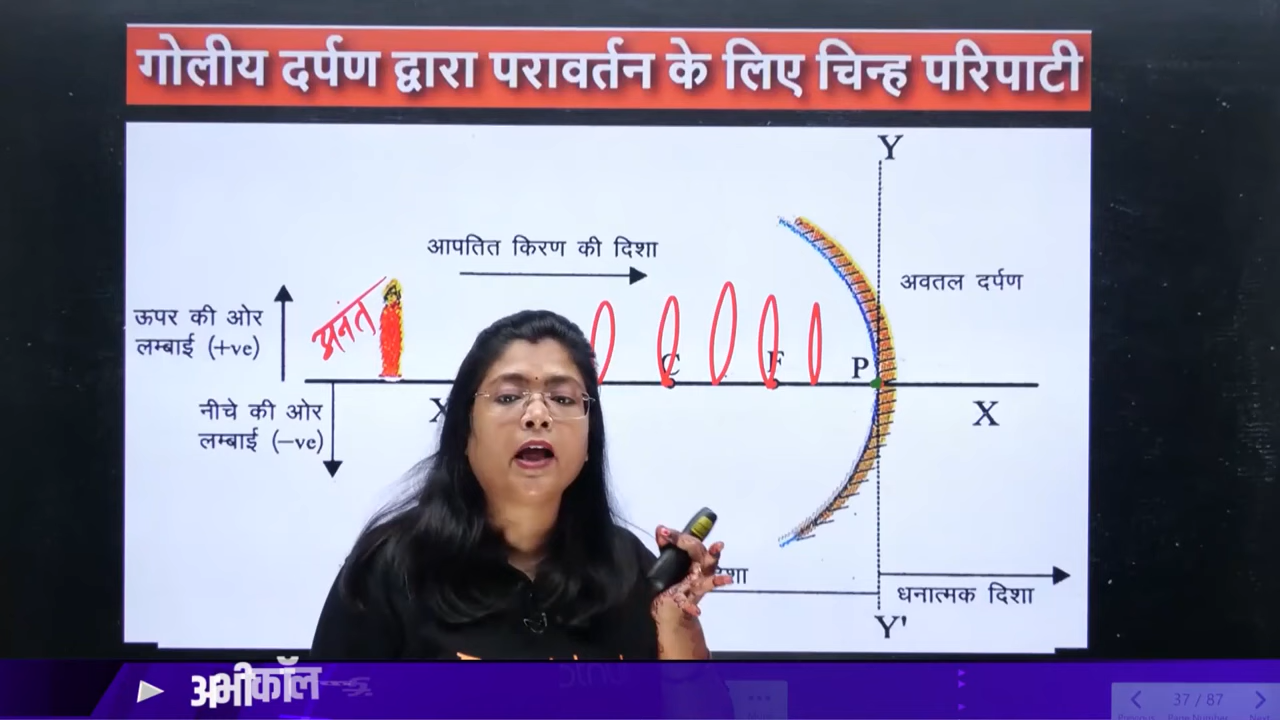 गोलीय दर्पण द्वारा परावर्तन के लिए चिन्ह परिपाटी
Y
आपतित किरण की दिशा
अवतल दर्पण
ऊपर की ओर
लम्बाई (+ve)
अनंत
C
F
P
नीचे की ओर
लम्बाई (–ve)
X
X
दिशा
धनात्मक दिशा
Y'
अभी कॉल
37 / 87